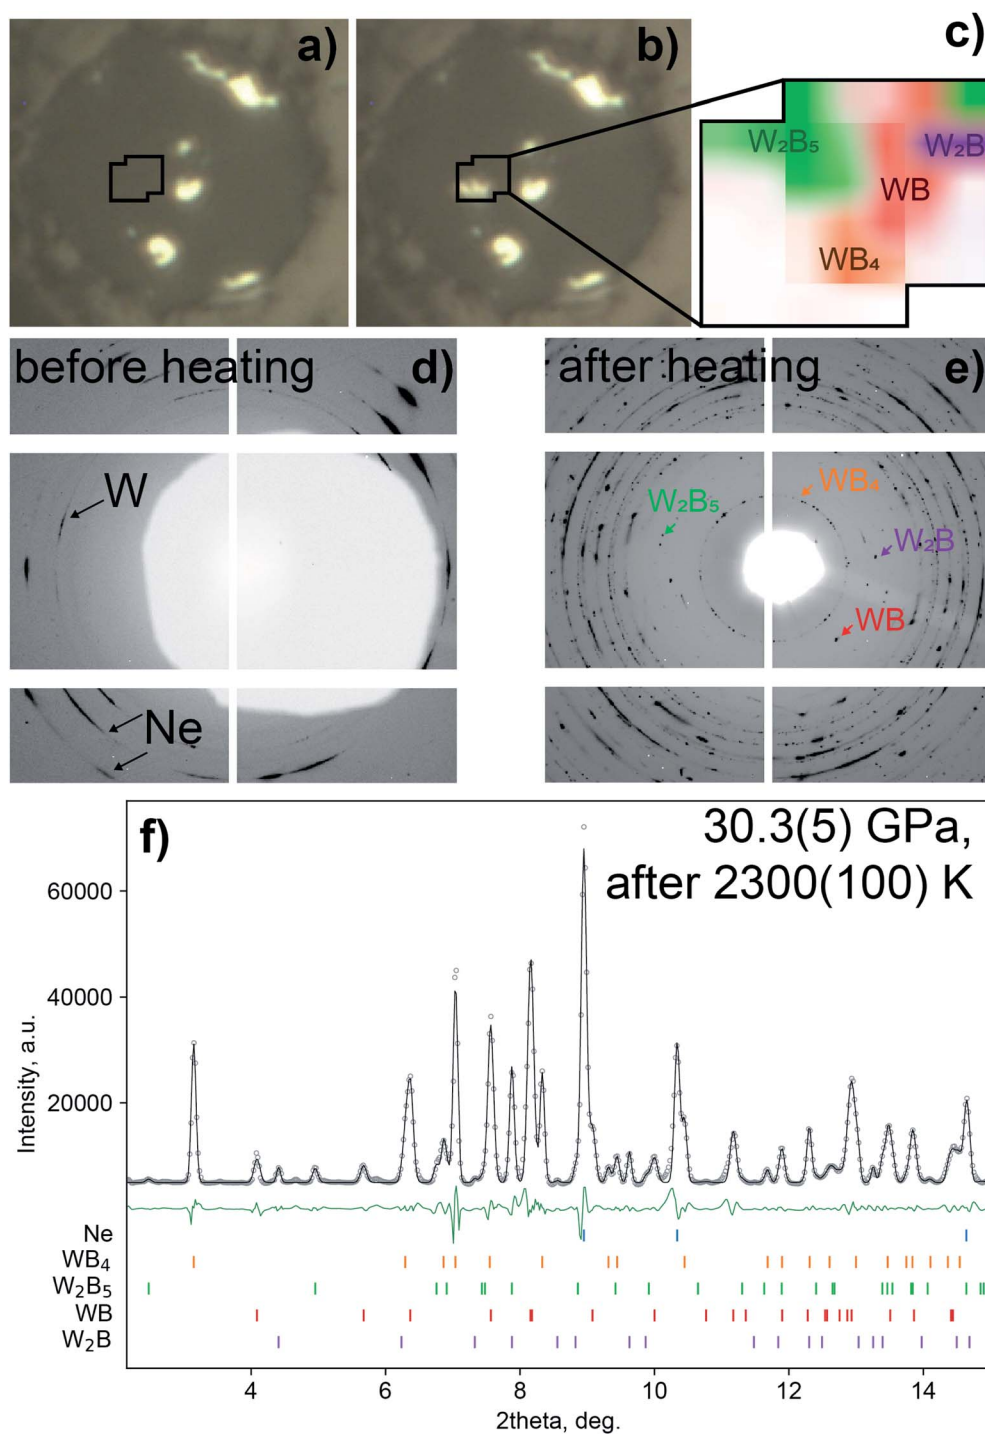 a)
b)
c)
W₂B₅
W₂B
WB
WB₄
before heating
d)
after heating
e)
W
Ne
WB₄
W₂B₅
W₂B
WB
f)
30.3(5) GPa,
after 2300(100) K
60000
40000
20000
Intensity, a.u.
Ne
WB₄
W₂B₅
WB
W₂B
4 6 8 10 12 14
2theta, deg.